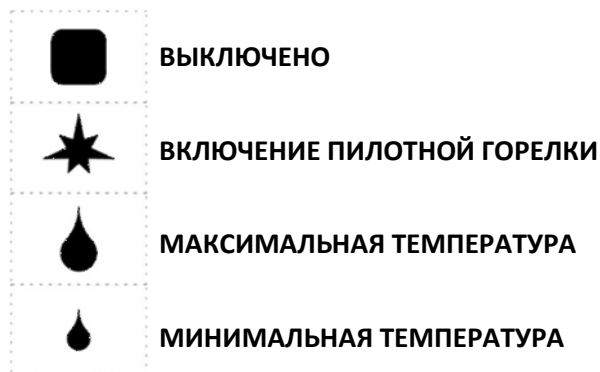 ВЫКЛЮЧЕНО
ВКЛЮЧЕНИЕ ПИЛОТНОЙ ГОРЕЛКИ
МАКСИМАЛЬНАЯ ТЕМПЕРАТУРА
МИНИМАЛЬНАЯ ТЕМПЕРАТУРА